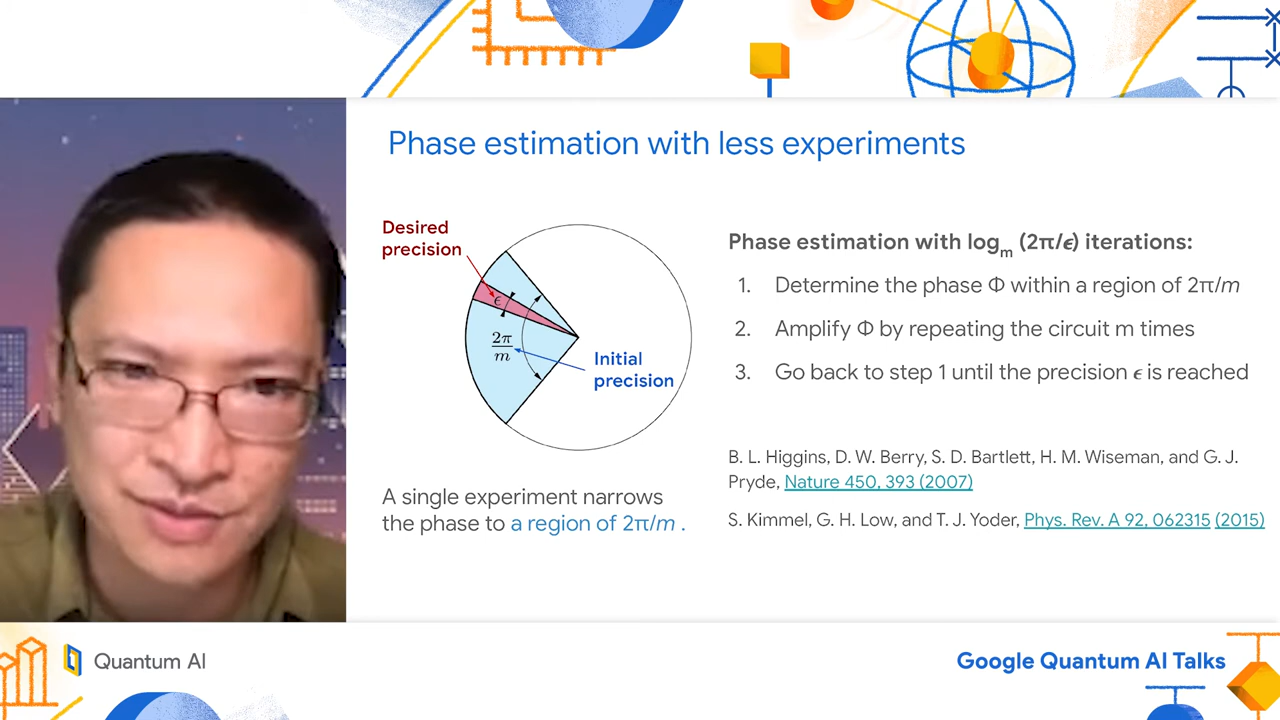 Phase estimation with less experiments
Desired
precision
ϵ
2π
m
Initial
precision
A single experiment narrows
the phase to a region of 2π/m .
Phase estimation with logm (2π/ϵ) iterations:
1. Determine the phase Φ within a region of 2π/m
2. Amplify Φ by repeating the circuit m times
3. Go back to step 1 until the precision ϵ is reached
B. L. Higgins, D. W. Berry, S. D. Bartlett, H. M. Wiseman, and G. J.
Pryde, Nature 450, 393 (2007)
S. Kimmel, G. H. Low, and T. J. Yoder, Phys. Rev. A 92, 062315 (2015)
Quantum AI
Google Quantum AI Talks